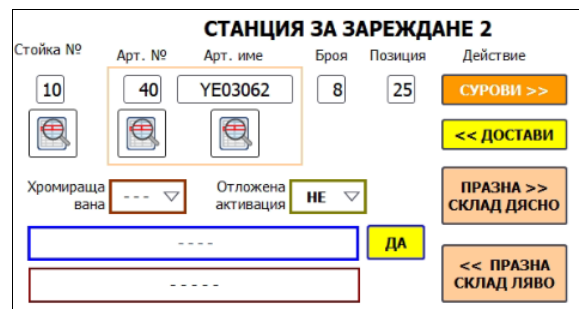 СТАНЦИЯ ЗА ЗАРЕЖДАНЕ 2
Стойка № Арт. № Арт. име Броя Позиция Действие
10 40 YE03062 8 25 СУРОВИ >>
<< ДОСТАВИ
Хромираща вана - - - Отложена активация НЕ ПРАЗНА >> СКЛАД ДЯСНО
- - - - ДА
- - - - - << ПРАЗНА СКЛАД ЛЯВО